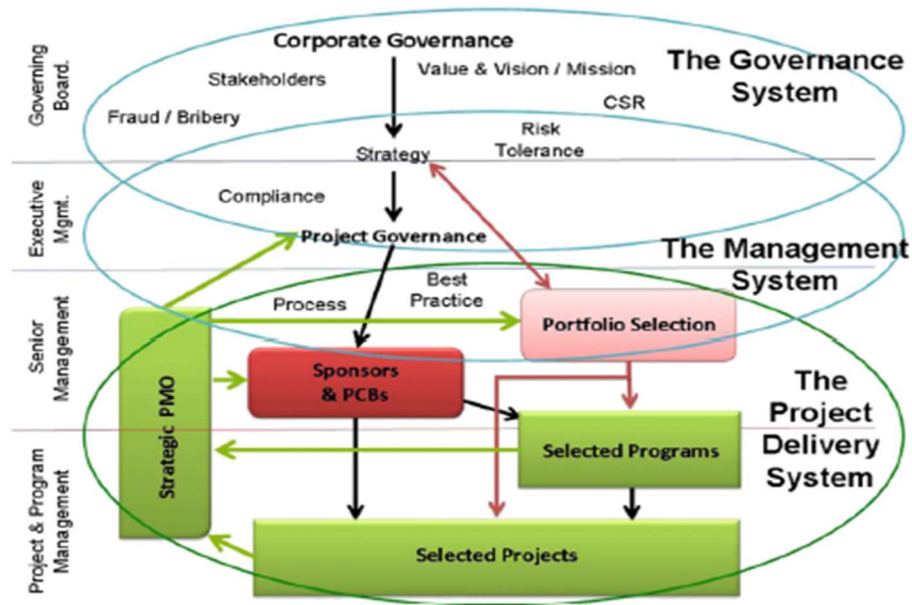 Corporate Governance
The Governance
System
Governing
Board.
Stakeholders
Value & Vision / Mission
CSR
Fraud / Bribery
Risk
Tolerance
Strategy
Executive
Mgmt.
Compliance
Project Governance
The Management
System
Senior
Management
Process
Best
Practice
Portfolio Selection
Sponsors
& PCBs
The
Project
Delivery
System
Strategic PMO
Selected Programs
Project & Program
Management
Selected Projects